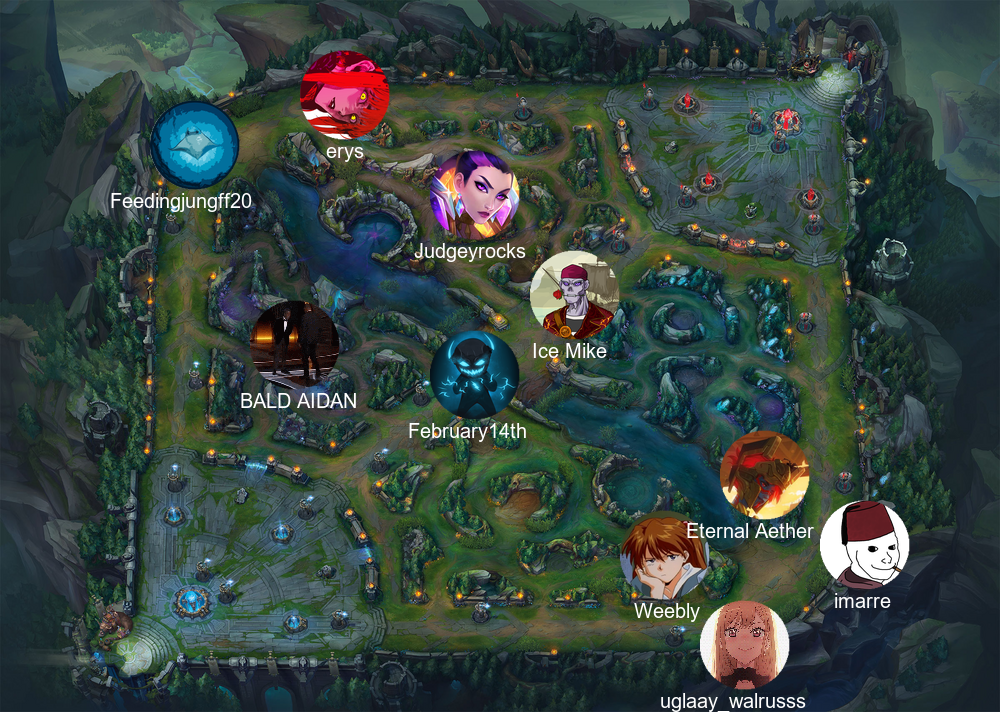 erys
Feedingjungff20
Judgeyrocks
Ice Mike
BALD AIDAN
February14th
Eternal Aether
imarre
Weebly
uglaay_walrusss